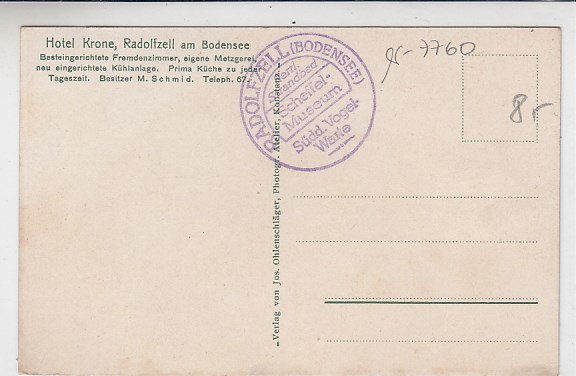 Hotel Krone, Radolfzell am Bodensee
Besteingerichtete Fremdenzimmer, eigene Metzgerei,
neu eingerichtete Kühlanlage. Prima Küche zu jeder
Tageszeit. Besitzer M. Schmid. Teleph. 67.
RADOLFZELL (BODENSEE)
Strandbad
Scheffel-
Museum
Südd. Vogel-
Warte
-7760
8
Verlag von Jos. Ohlenschläger, Photogr. Atelier, Konstanz.